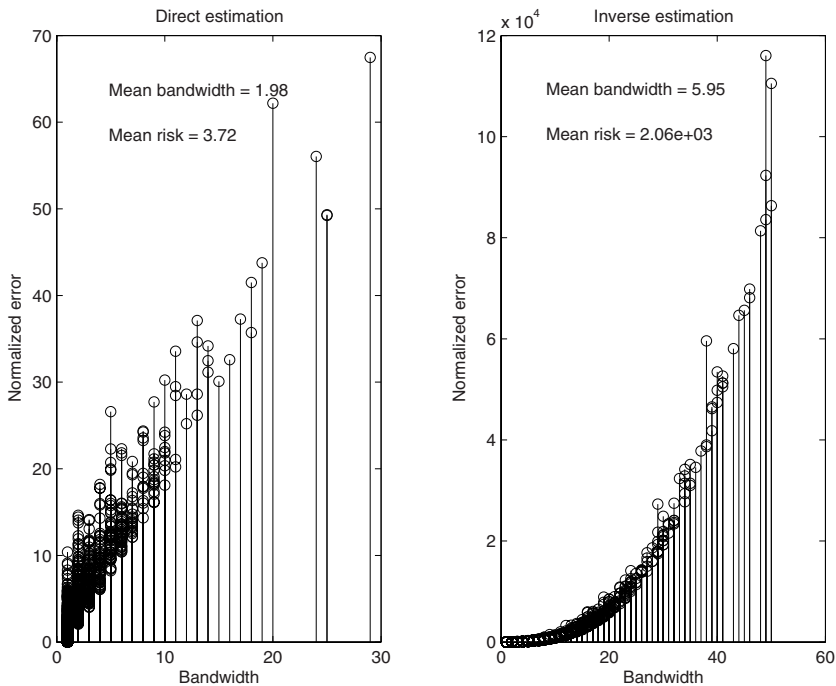 Direct estimation
70
60
50
40
30
20
10
0
0
10
20
30
Mean bandwidth = 1.98
Mean risk = 3.72
Normalized error
Bandwidth
Inverse estimation
x 10^4
12
10
8
6
4
2
0
0
20
40
60
Mean bandwidth = 5.95
Mean risk = 2.06e+03
Normalized error
Bandwidth